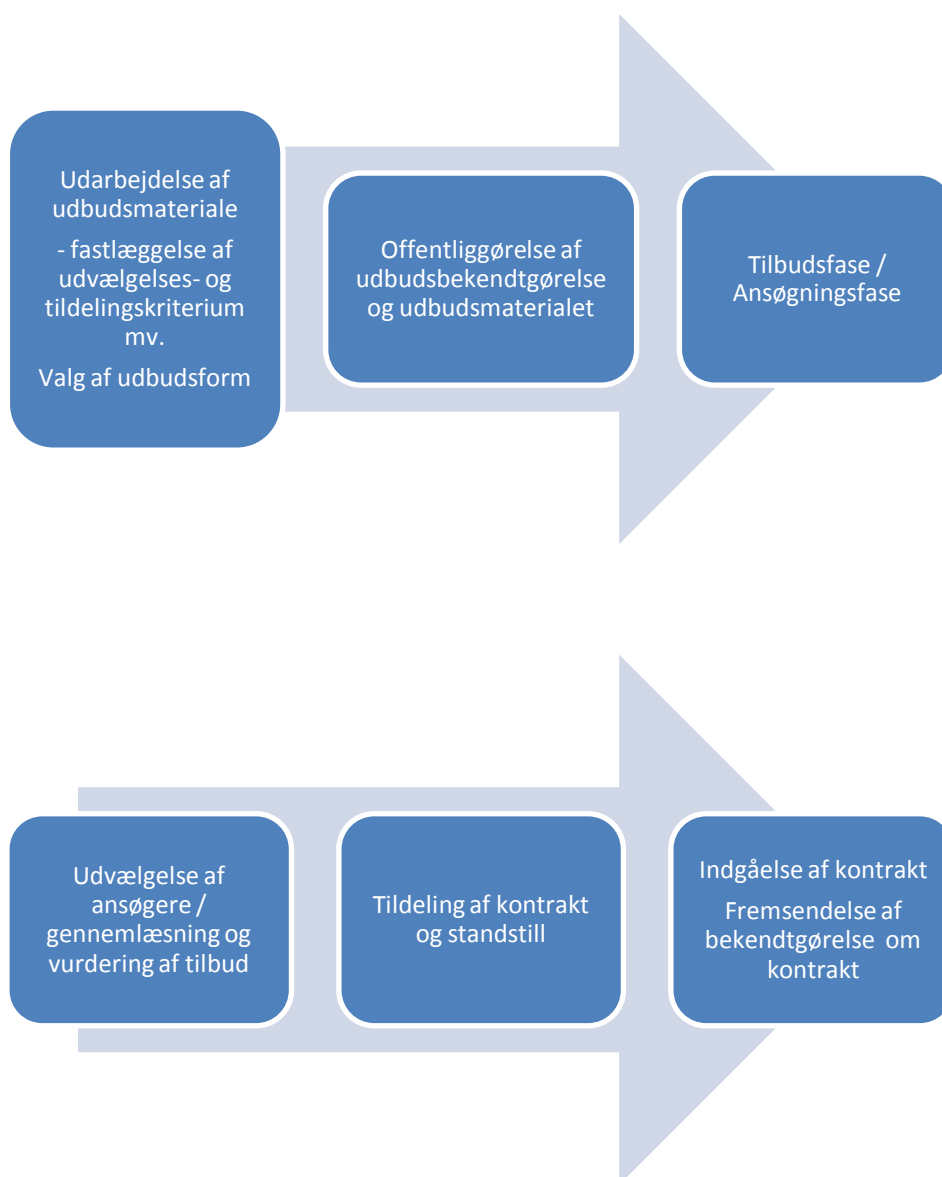 Udarbejdelse af
udbudsmateriale
- fastlæggelse af
udvælgelses- og
tildelingskriterium
mv.
Valg af udbudsform
Offentliggørelse af
udbudsbekendtgørelse
og udbudsmaterialet
Tilbudsfase /
Ansøgningsfase
Udvælgelse af
ansøgere /
gennemlæsning og
vurdering af tilbud
Tildeling af kontrakt
og standstill
Indgåelse af kontrakt
Fremsendelse af
bekendtgørelse om
kontrakt